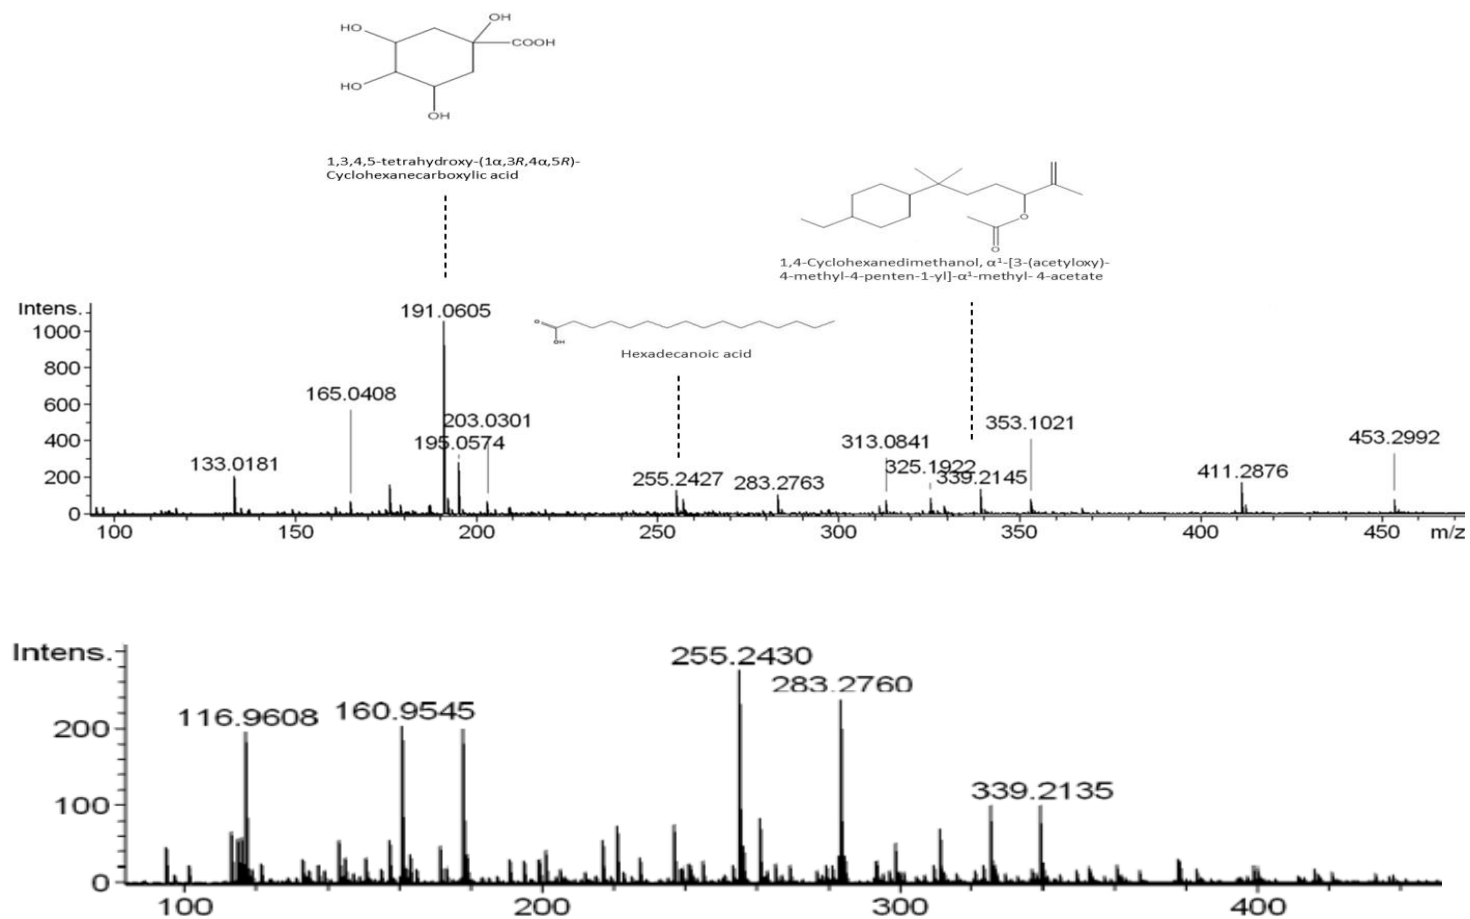 OH
HO
COOH
HO
OH
1,3,4,5-tetrahydroxy-(1α,3R,4α,5R)-
Cyclohexanecarboxylic acid
O
O
1,4-Cyclohexanedimethanol, α¹-[3-(acetyloxy)-
4-methyl-4-penten-1-yl]-α¹-methyl- 4-acetate
O
OH
Hexadecanoic acid
Intens.
1000
800
600
400
200
0
191.0605
165.0408
203.0301
195.0574
133.0181
255.2427
283.2763
313.0841
325.1922
339.2145
353.1021
411.2876
453.2992
100 150 200 250 300 350 400 450 m/z
Intens.
200
100
0
116.9608
160.9545
255.2430
283.2760
339.2135
100 200 300 400